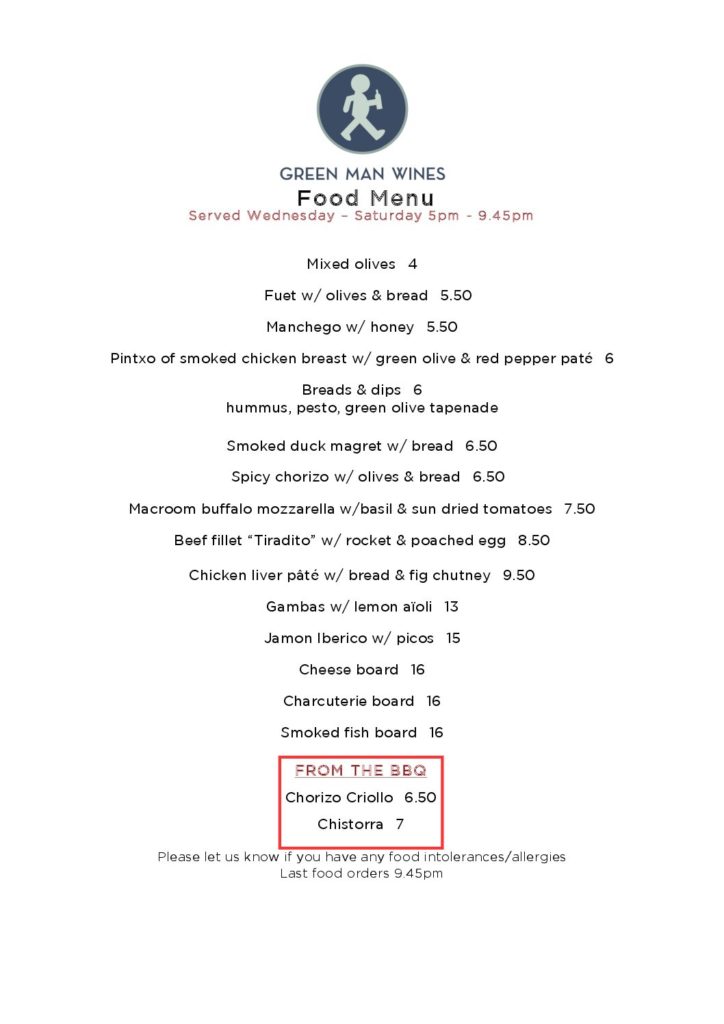 GREEN MAN WINES
Food Menu
Served Wednesday – Saturday 5pm - 9.45pm
Mixed olives 4
Fuet w/ olives & bread 5.50
Manchego w/ honey 5.50
Pintxo of smoked chicken breast w/ green olive & red pepper paté 6
Breads & dips 6
hummus, pesto, green olive tapenade
Smoked duck magret w/ bread 6.50
Spicy chorizo w/ olives & bread 6.50
Macroom buffalo mozzarella w/basil & sun dried tomatoes 7.50
Beef fillet “Tiradito” w/ rocket & poached egg 8.50
Chicken liver pâté w/ bread & fig chutney 9.50
Gambas w/ lemon aïoli 13
Jamon Iberico w/ picos 15
Cheese board 16
Charcuterie board 16
Smoked fish board 16
FROM THE BBQ
Chorizo Criollo 6.50
Chistorra 7
Please let us know if you have any food intolerances/allergies
Last food orders 9.45pm